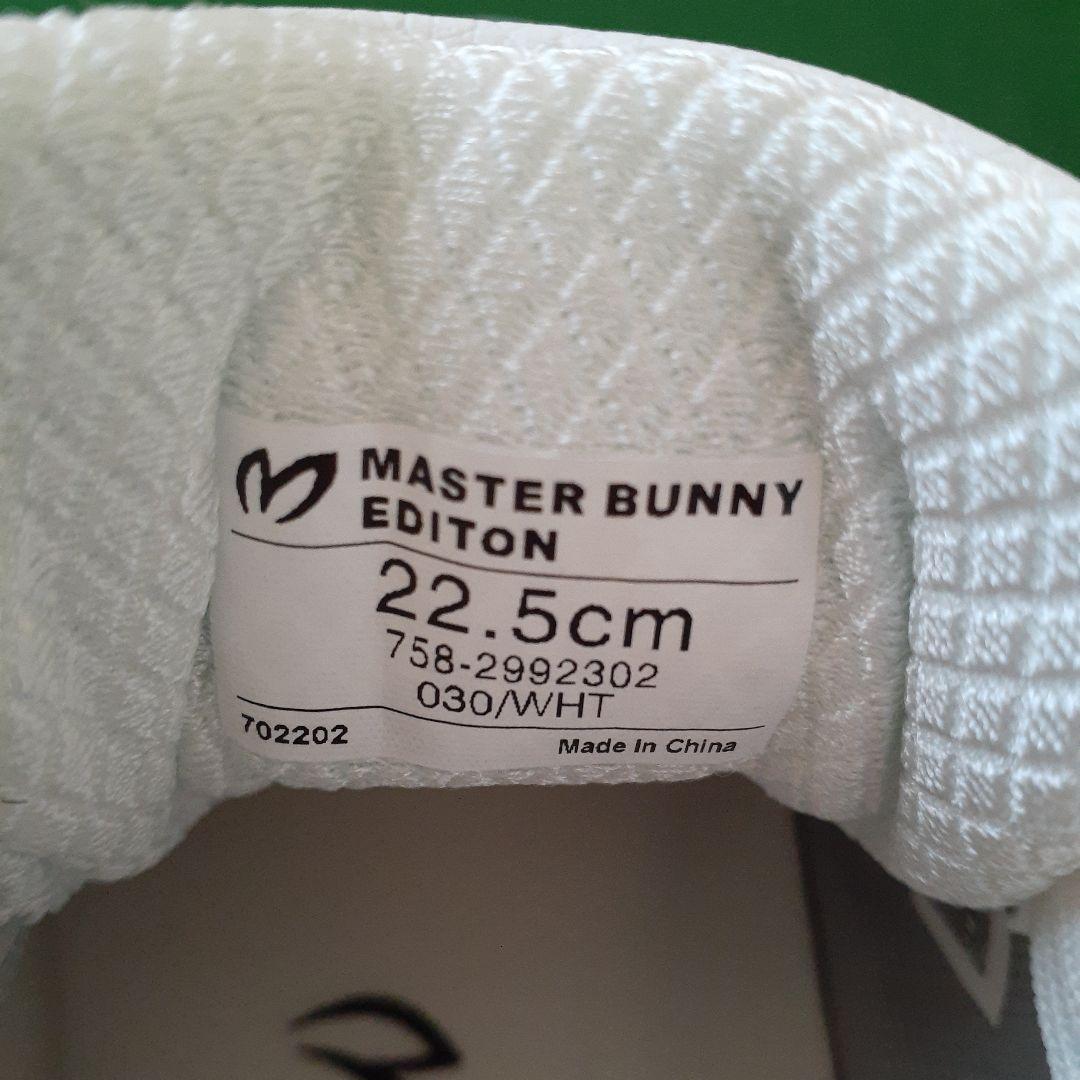 MASTER BUNNY
EDITON
22.5cm
758-2992302
030/WHT
702202
Made In China